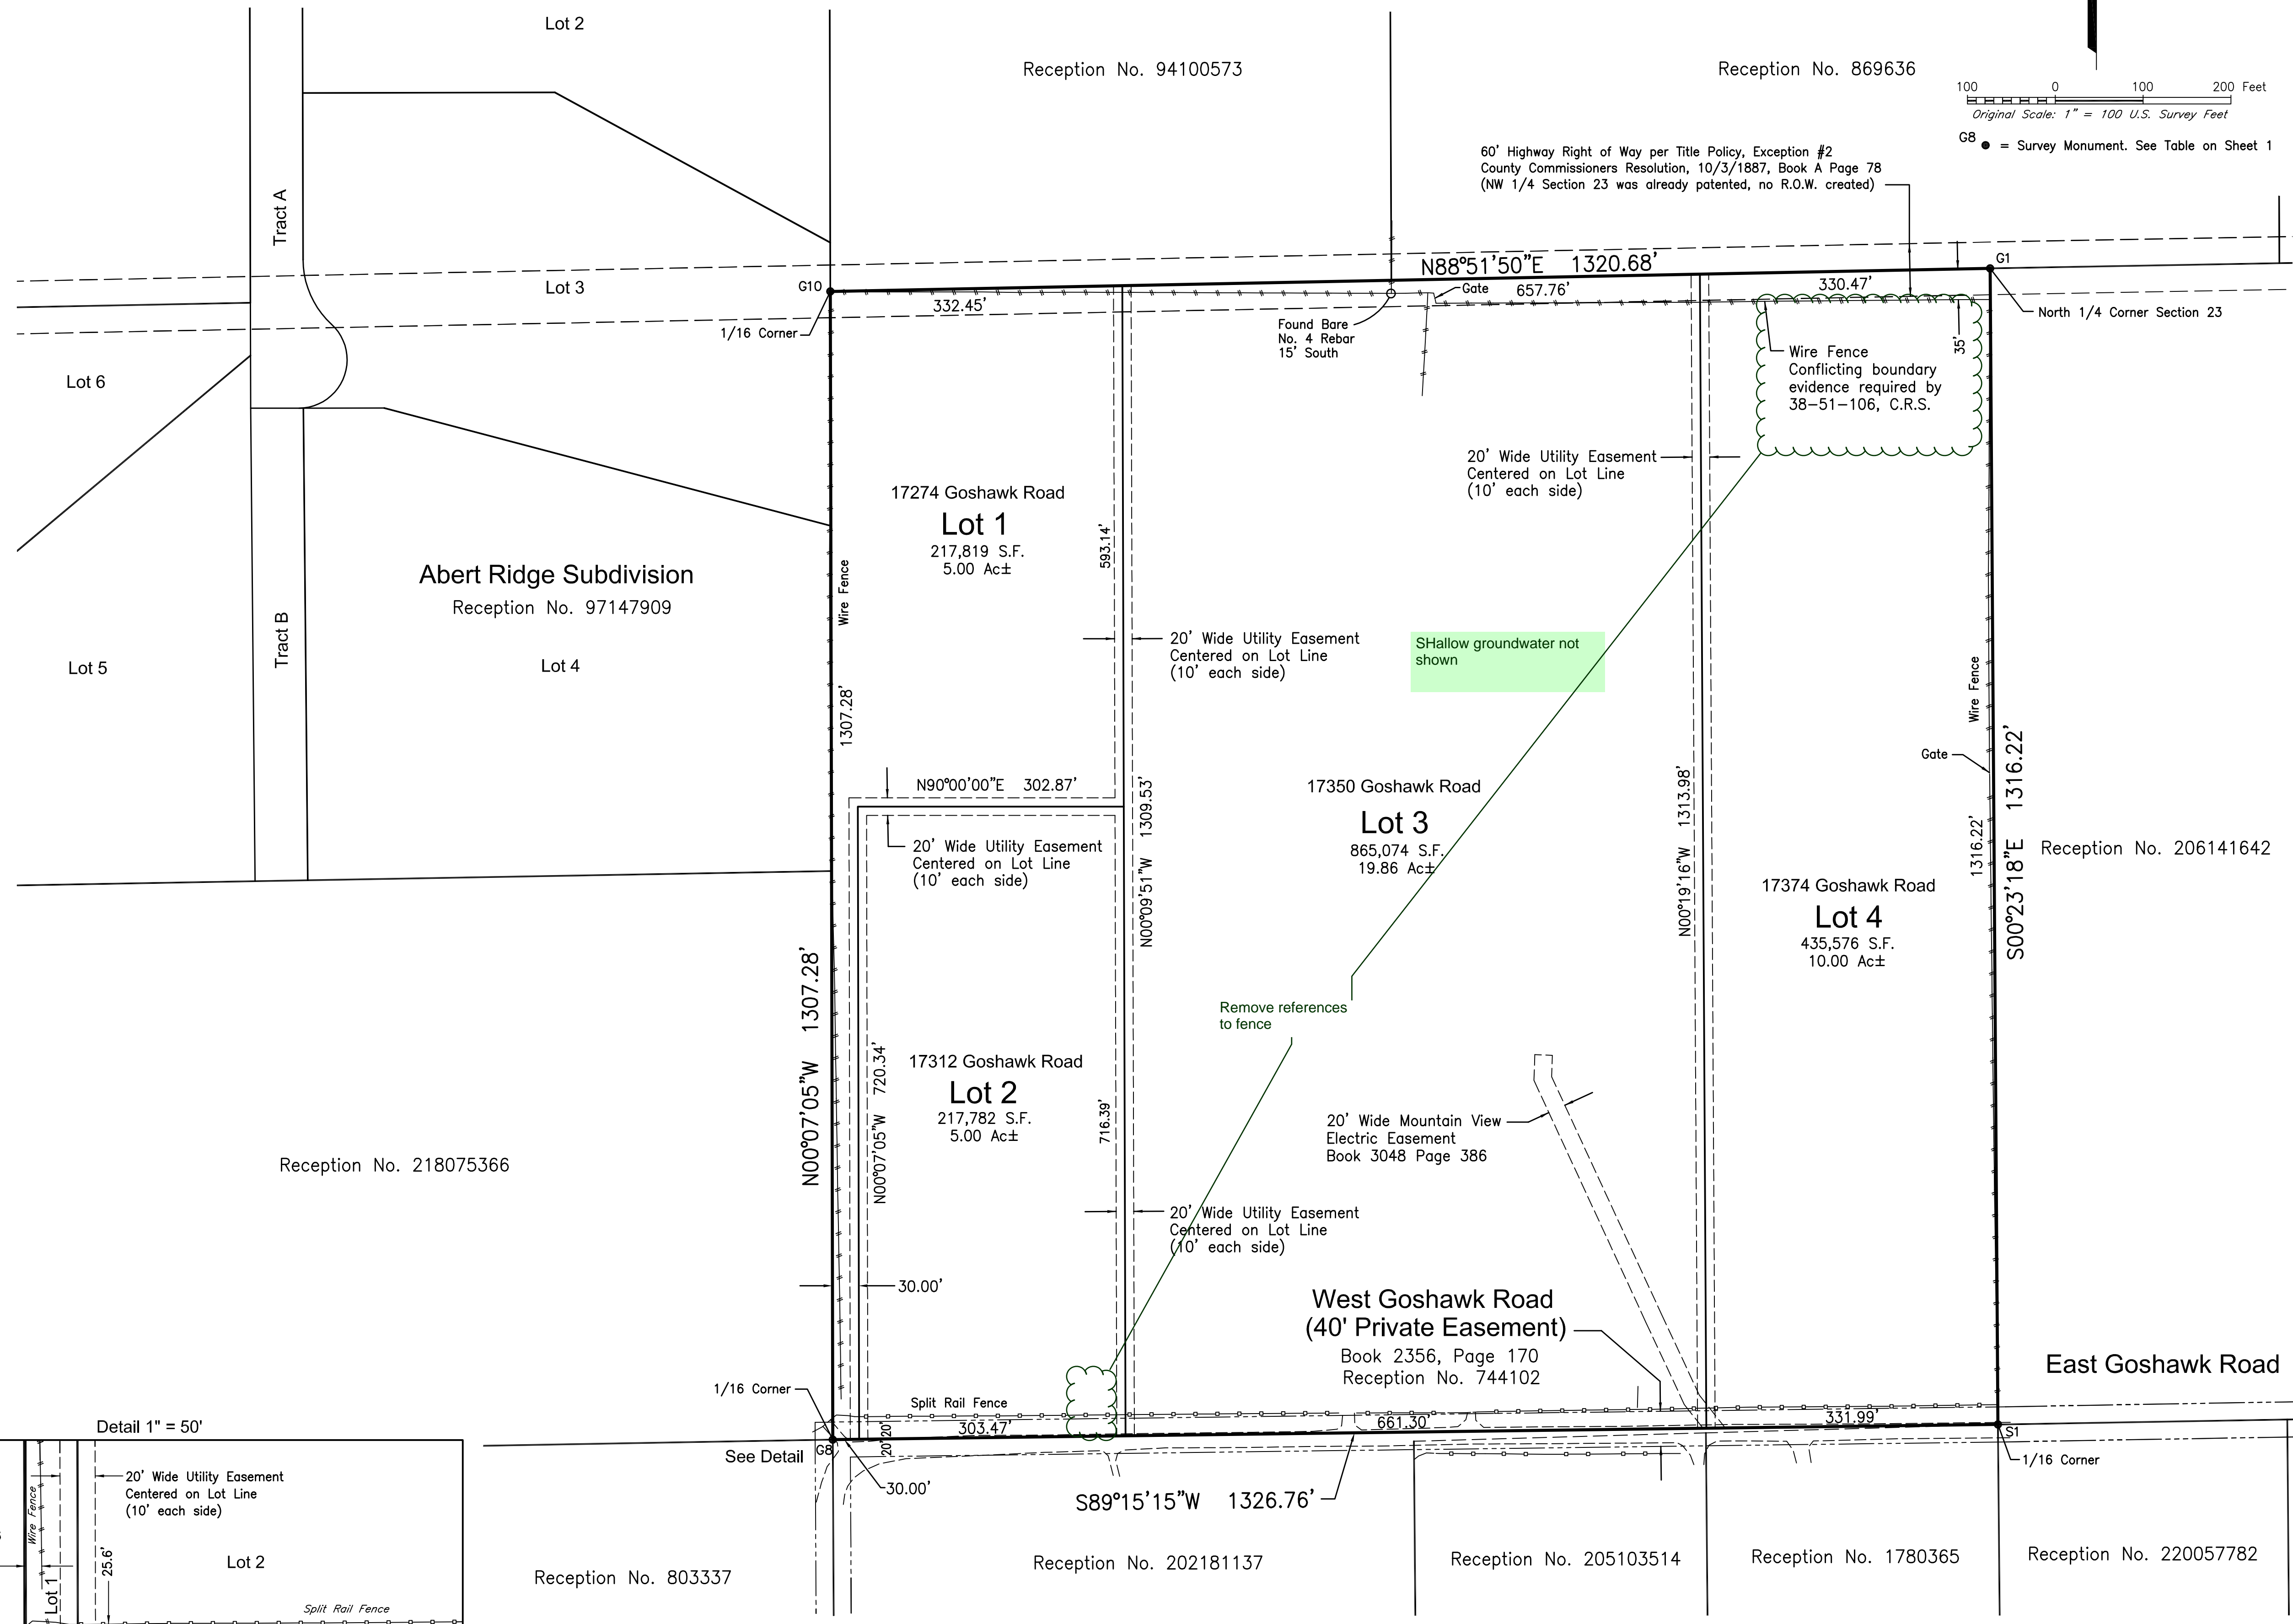 Lot 2
Reception No. 94100573
Reception No. 869636
100 0 100 200 Feet
Original Scale: 1" = 100 U.S. Survey Feet
G8 = Survey Monument. See Table on Sheet 1
60' Highway Right of Way per Title Policy, Exception #2
County Commissioners Resolution, 10/3/1887, Book A Page 78
(NW 1/4 Section 23 was already patented, no R.O.W. created)
Tract A
Lot 3
G10
N88°51'50"E 1320.68'
G1
332.45'
Gate
657.76'
330.47'
1/16 Corner
North 1/4 Corner Section 23
Found Bare
No. 4 Rebar
15' South
35'
Wire Fence
Conflicting boundary
evidence required by
38-51-106, C.R.S.
Lot 6
20' Wide Utility Easement
Centered on Lot Line
(10' each side)
17274 Goshawk Road
Lot 1
217,819 S.F.
5.00 Ac±
593.14'
Abert Ridge Subdivision
Reception No. 97147909
Wire Fence
Tract B
Lot 5
Lot 4
20' Wide Utility Easement
Centered on Lot Line
(10' each side)
SHallow groundwater not
shown
Wire Fence
1307.28'
Gate
N90°00'00"E 302.87'
17350 Goshawk Road
Lot 3
865,074 S.F.
19.86 Ac±
N00°09'51"W 1309.53'
N00°19'16"W 1313.98'
1316.22'
S00°23'18"E 1316.22'
Reception No. 206141642
20' Wide Utility Easement
Centered on Lot Line
(10' each side)
17374 Goshawk Road
Lot 4
435,576 S.F.
10.00 Ac±
N00°07'05"W 1307.28'
Remove references
to fence
N00°07'05"W 720.34'
17312 Goshawk Road
Lot 2
217,782 S.F.
5.00 Ac±
716.39'
20' Wide Mountain View
Electric Easement
Book 3048 Page 386
Reception No. 218075366
20' Wide Utility Easement
Centered on Lot Line
(10' each side)
30.00'
West Goshawk Road
(40' Private Easement)
Book 2356, Page 170
Reception No. 744102
East Goshawk Road
1/16 Corner
Split Rail Fence
303.47'
661.30'
331.99'
20'
20'
G8
S1
See Detail
1/16 Corner
30.00'
S89°15'15"W 1326.76'
Detail 1" = 50'
20' Wide Utility Easement
Centered on Lot Line
(10' each side)
Wire Fence
Lot 1
25.6'
Lot 2
Split Rail Fence
Reception No. 803337
Reception No. 202181137
Reception No. 205103514
Reception No. 1780365
Reception No. 220057782